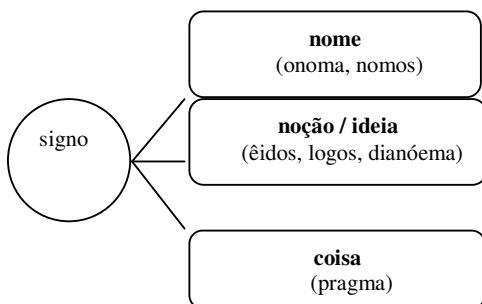 nome
(onoma, nomos)
signo
noção / ideia
(êidos, logos, dianóema)
coisa
(pragma)